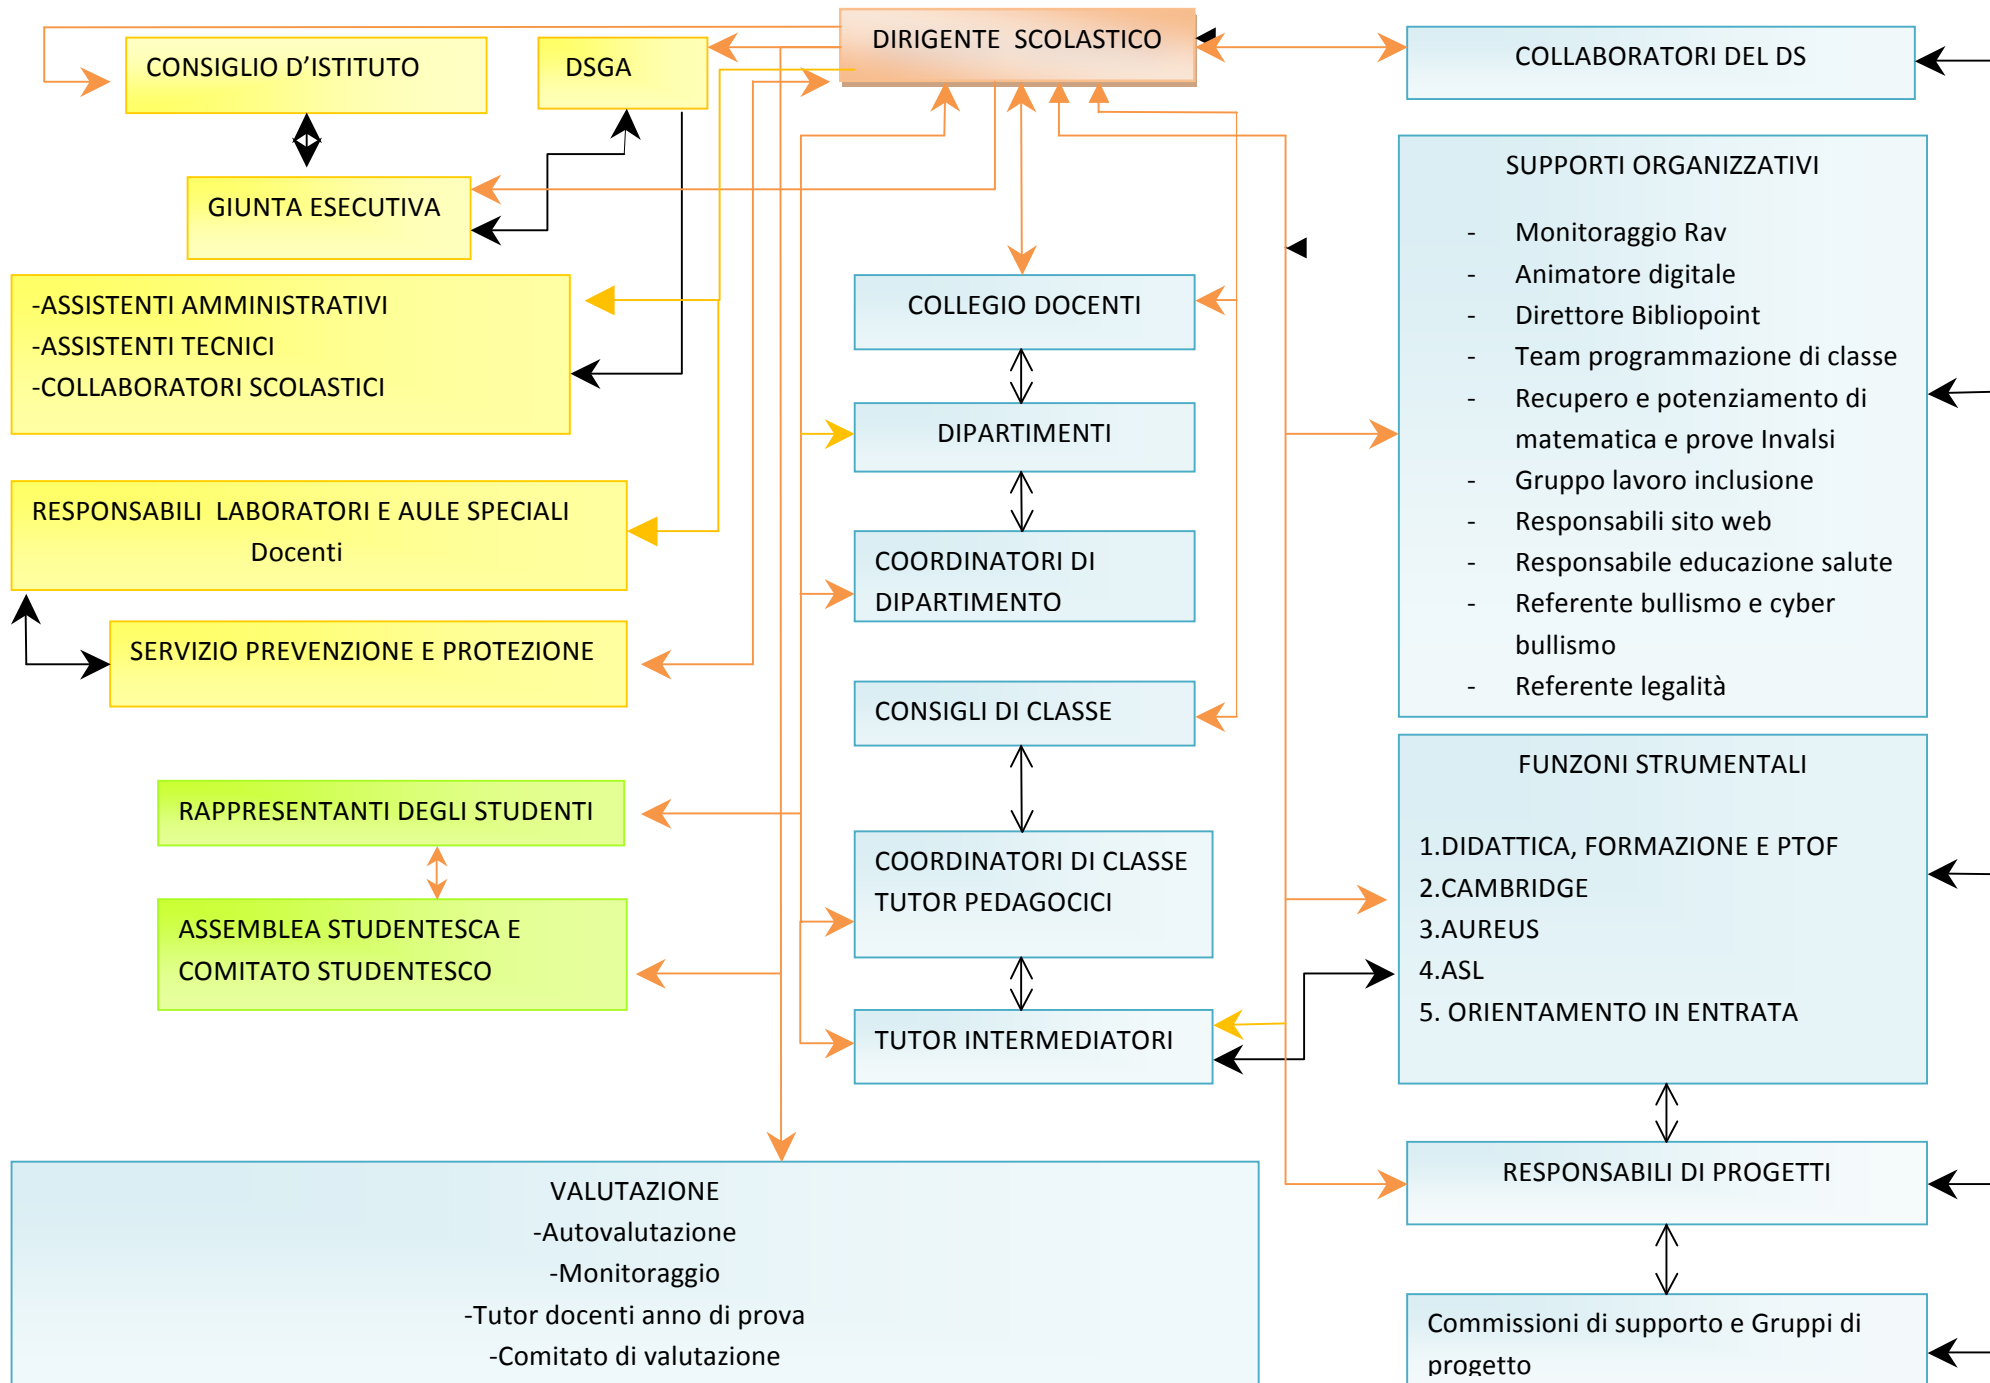 DIRIGENTE SCOLASTICO
CONSIGLIO D'ISTITUTO
DSGA
COLLABORATORI DEL DS
GIUNTA ESECUTIVA
-ASSISTENTI AMMINISTRATIVI
-ASSISTENTI TECNICI
-COLLABORATORI SCOLASTICI
RESPONSABILI LABORATORI E AULE SPECIALI
Docenti
SERVIZIO PREVENZIONE E PROTEZIONE
RAPPRESENTANTI DEGLI STUDENTI
ASSEMBLEA STUDENTESCA E
COMITATO STUDENTESCO
COLLEGIO DOCENTI
DIPARTIMENTI
COORDINATORI DI
DIPARTIMENTO
CONSIGLI DI CLASSE
COORDINATORI DI CLASSE
TUTOR PEDAGOCICI
TUTOR INTERMEDIATORI
SUPPORTI ORGANIZZATIVI
- Monitoraggio Rav
- Animatore digitale
- Direttore Bibliopoint
- Team programmazione di classe
- Recupero e potenziamento di
matematica e prove Invalsi
- Gruppo lavoro inclusione
- Responsabili sito web
- Responsabile educazione salute
- Referente bullismo e cyber
bullismo
- Referente legalità
FUNZONI STRUMENTALI
1.DIDATTICA, FORMAZIONE E PTOF
2.CAMBRIDGE
3.AUREUS
4.ASL
5. ORIENTAMENTO IN ENTRATA
RESPONSABILI DI PROGETTI
Commissioni di supporto e Gruppi di
progetto
VALUTAZIONE
-Autovalutazione
-Monitoraggio
-Tutor docenti anno di prova
-Comitato di valutazione